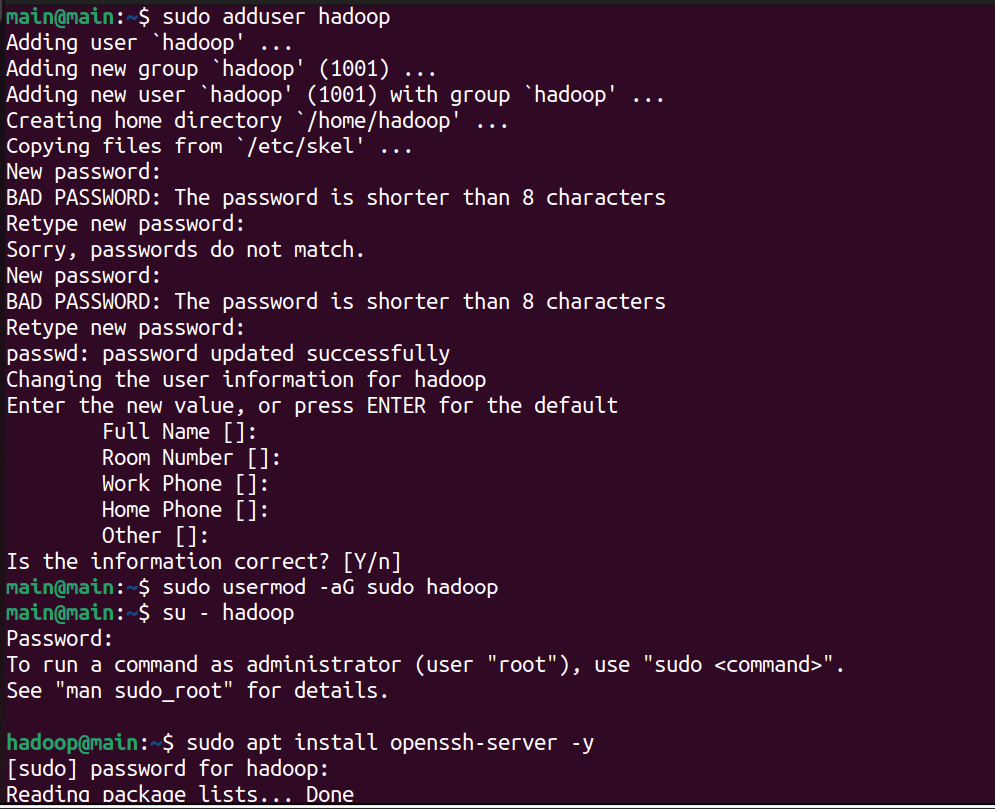 main@main:~$ sudo adduser hadoop
Adding user `hadoop' ...
Adding new group `hadoop' (1001) ...
Adding new user `hadoop' (1001) with group `hadoop' ...
Creating home directory `/home/hadoop' ...
Copying files from `/etc/skel' ...
New password:
BAD PASSWORD: The password is shorter than 8 characters
Retype new password:
Sorry, passwords do not match.
New password:
BAD PASSWORD: The password is shorter than 8 characters
Retype new password:
passwd: password updated successfully
Changing the user information for hadoop
Enter the new value, or press ENTER for the default
        Full Name []:
        Room Number []:
        Work Phone []:
        Home Phone []:
        Other []:
Is the information correct? [Y/n]
main@main:~$ sudo usermod -aG sudo hadoop
main@main:~$ su - hadoop
Password:
To run a command as administrator (user "root"), use "sudo <command>".
See "man sudo_root" for details.

hadoop@main:~$ sudo apt install openssh-server -y
[sudo] password for hadoop:
Reading package lists... Done